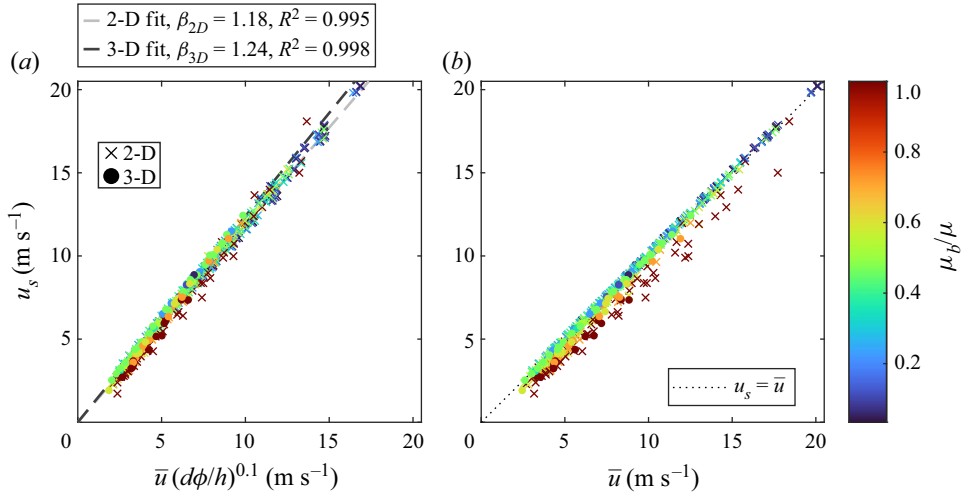 2-D fit, β2D = 1.18, R² = 0.995
3-D fit, β3D = 1.24, R² = 0.998
(a)
(b)
20
15
10
5
0
5
10
15
20
us (m s⁻¹)
2-D
3-D
ū (dϕ/h)⁰·¹ (m s⁻¹)
20
15
10
5
0
5
10
15
20
us = ū
ū (m s⁻¹)
1.0
0.8
0.6
0.4
0.2
μb/μ